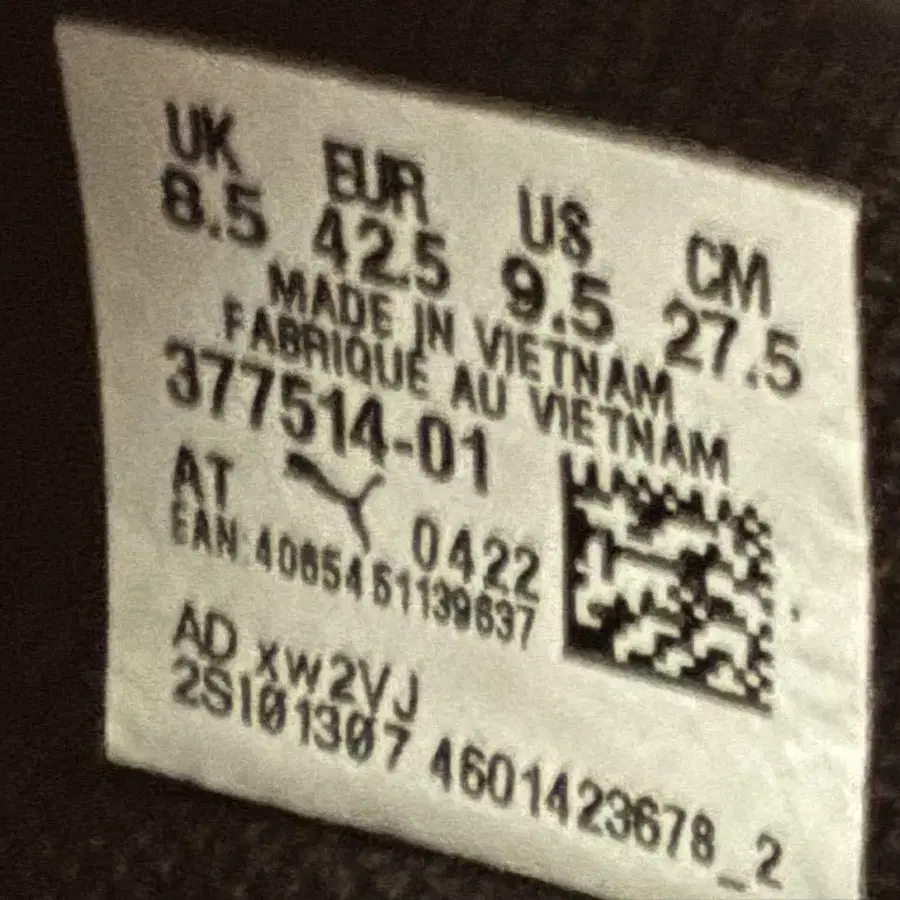 UK EUR US CM
8.5 42.5 9.5 27.5
MADE IN VIETNAM
FABRIQUE AU VIETNAM
377514-01
AT 0422
EAN:4065451139637
AD XW2VJ
2S101307 4601423678_2